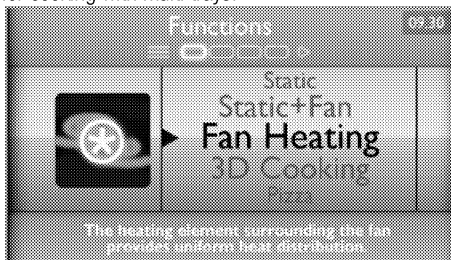 Functions
09.30
Static
Static+Fan
Fan Heating
3D Cooking
Pizza
The heating element surrounding the fan
provides uniform heat distribution